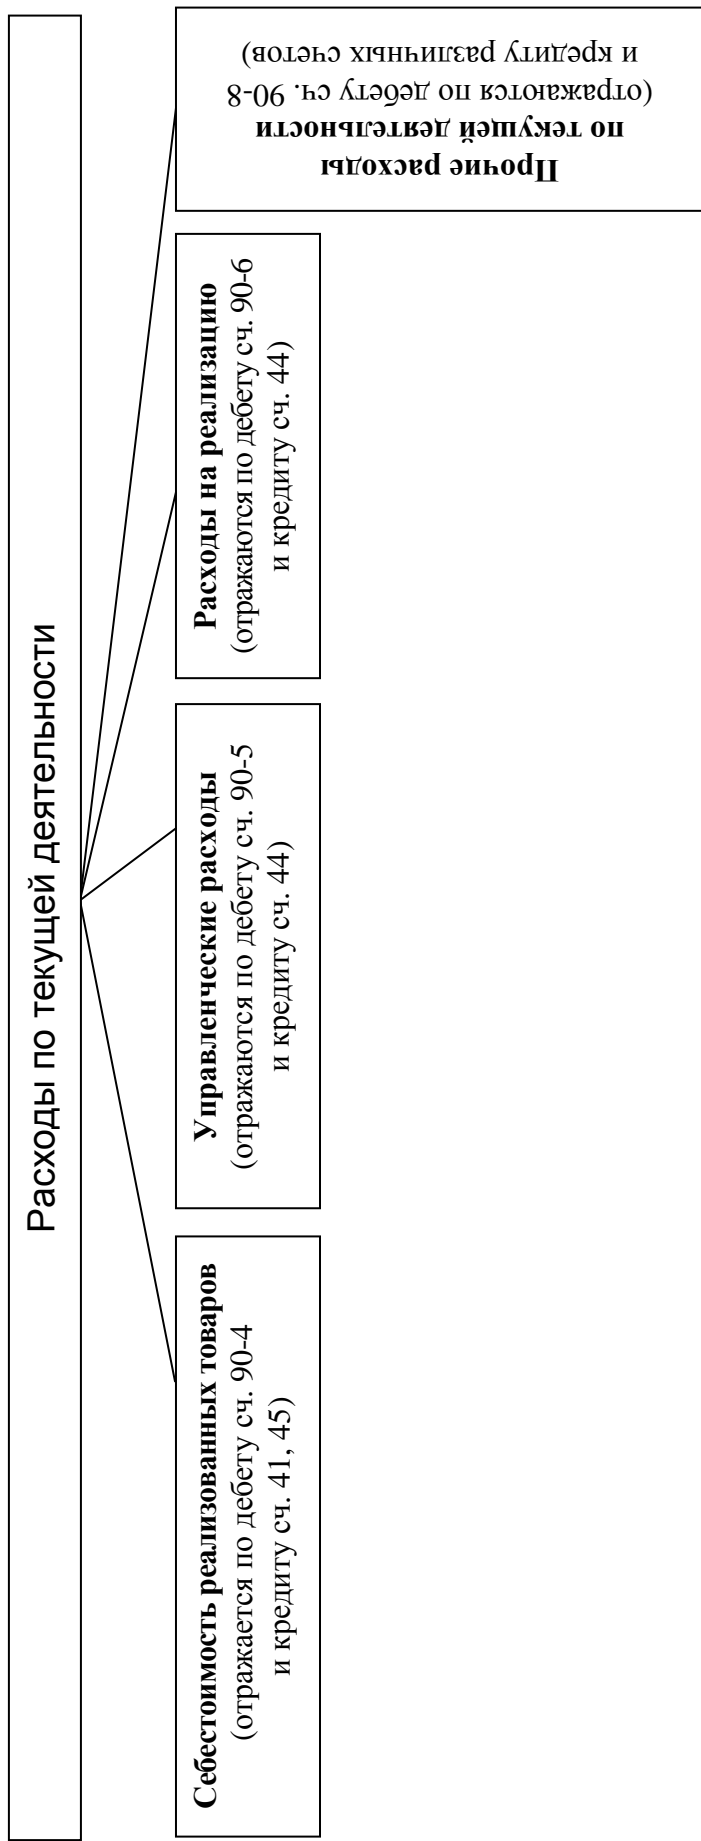 Расходы по текущей деятельности
Себестоимость реализованных товаров
(отражается по дебету сч. 90-4
и кредиту сч. 41, 45)
Управленческие расходы
(отражаются по дебету сч. 90-5
и кредиту сч. 44)
Расходы на реализацию
(отражаются по дебету сч. 90-6
и кредиту сч. 44)
Прочие расходы
по текущей деятельности
(отражаются по дебету сч. 90-8
и кредиту различных счетов)